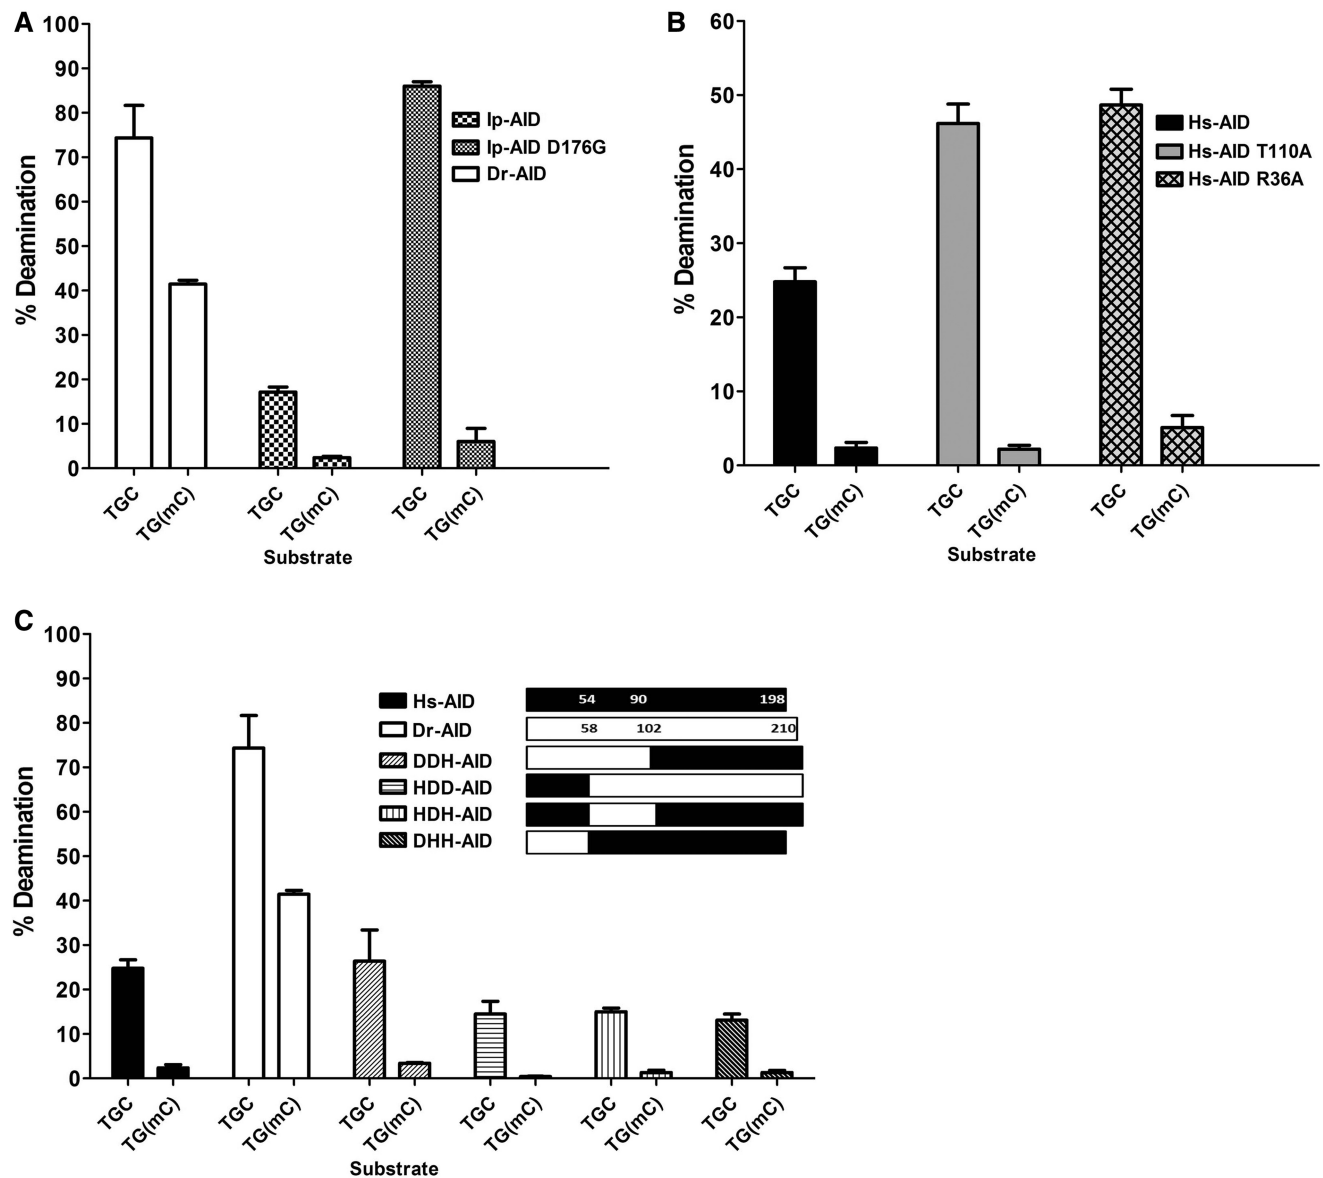 A
100
90
80
70
60
50
40
30
20
10
0
% Deamination
Ip-AID
Ip-AID D176G
Dr-AID
TGC
TG(mC)
TGC
TG(mC)
TGC
TG(mC)
Substrate
B
60
50
40
30
20
10
0
% Deamination
Hs-AID
Hs-AID T110A
Hs-AID R36A
TGC
TG(mC)
TGC
TG(mC)
TGC
TG(mC)
Substrate
C
100
90
80
70
60
50
40
30
20
10
0
% Deamination
Hs-AID 54 90 198
Dr-AID 58 102 210
DDH-AID
HDD-AID
HDH-AID
DHH-AID
TGC
TG(mC)
TGC
TG(mC)
TGC
TG(mC)
TGC
TG(mC)
TGC
TG(mC)
TGC
TG(mC)
Substrate